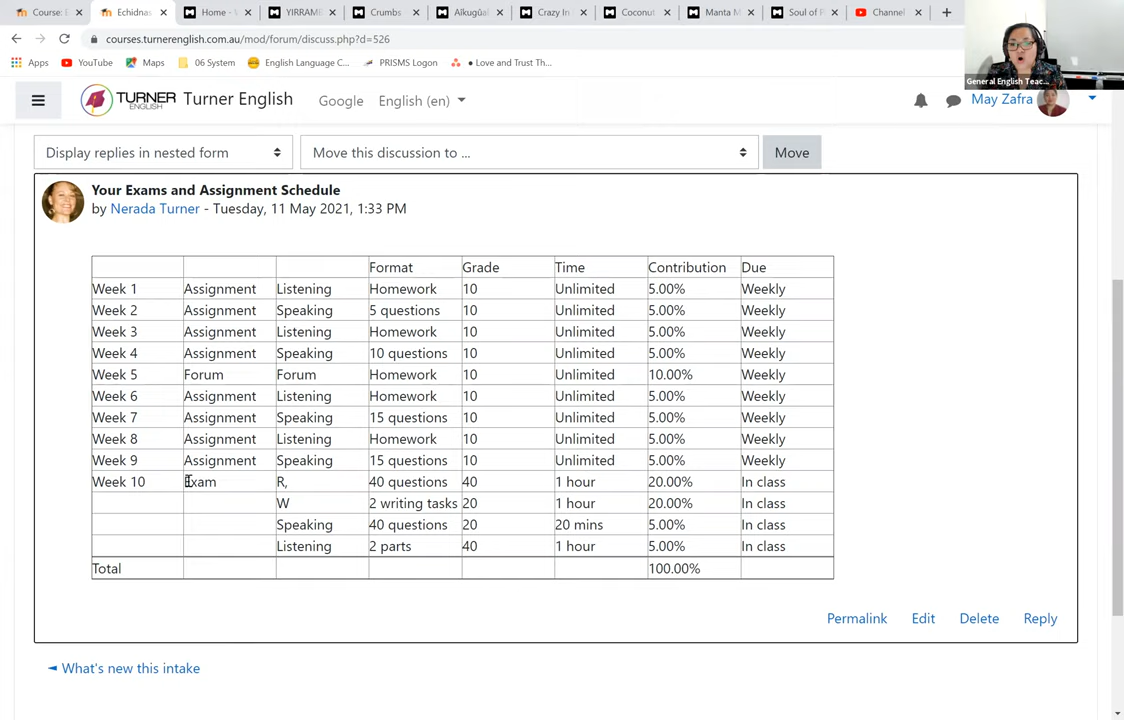 Course: E
Echidnas
Home - V
YIRRAME
Crumbs
Alkugûal
Crazy In
Coconut
Manta M
Soul of P
Channel
courses.turnerenglish.com.au/mod/forum/discuss.php?d=526
Apps YouTube Maps 06 System English Language C... PRISMS Logon • Love and Trust Th...
General English Teac...
TURNER
ENGLISH
Turner English Google English (en) May Zafra
Display replies in nested form Move this discussion to ... Move
Your Exams and Assignment Schedule
by Nerada Turner - Tuesday, 11 May 2021, 1:33 PM
Format Grade Time Contribution Due
Week 1 Assignment Listening Homework 10 Unlimited 5.00% Weekly
Week 2 Assignment Speaking 5 questions 10 Unlimited 5.00% Weekly
Week 3 Assignment Listening Homework 10 Unlimited 5.00% Weekly
Week 4 Assignment Speaking 10 questions 10 Unlimited 5.00% Weekly
Week 5 Forum Forum Homework 10 Unlimited 10.00% Weekly
Week 6 Assignment Listening Homework 10 Unlimited 5.00% Weekly
Week 7 Assignment Speaking 15 questions 10 Unlimited 5.00% Weekly
Week 8 Assignment Listening Homework 10 Unlimited 5.00% Weekly
Week 9 Assignment Speaking 15 questions 10 Unlimited 5.00% Weekly
Week 10 Exam R, 40 questions 40 1 hour 20.00% In class
W 2 writing tasks 20 1 hour 20.00% In class
Speaking 40 questions 20 20 mins 5.00% In class
Listening 2 parts 40 1 hour 5.00% In class
Total 100.00%
Permalink Edit Delete Reply
◄ What's new this intake